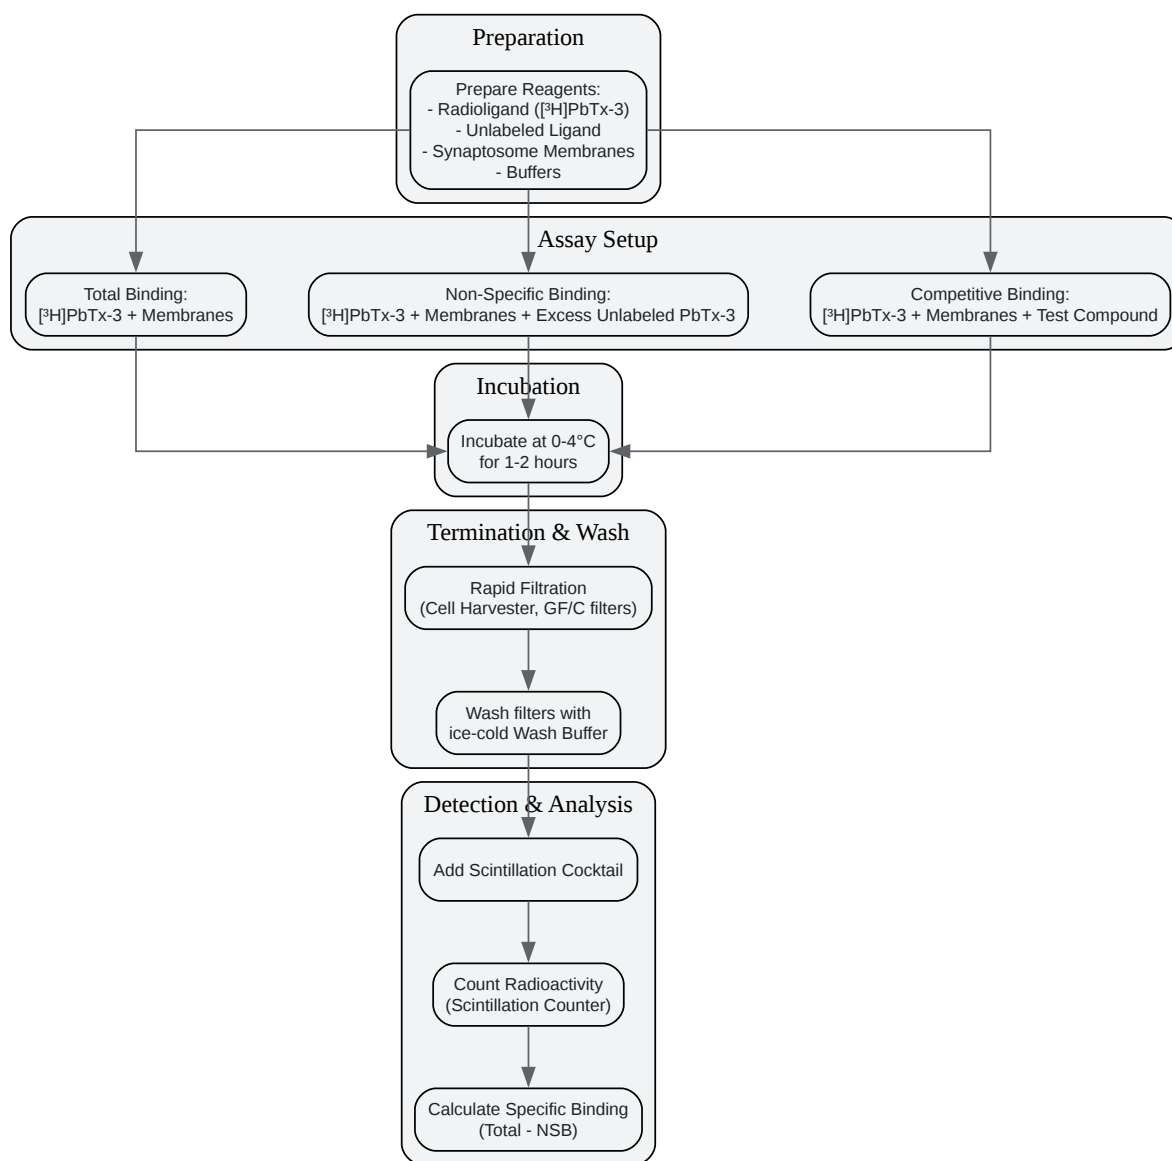 Preparation
Prepare Reagents:
- Radioligand ([³H]PbTx-3)
- Unlabeled Ligand
- Synaptosome Membranes
- Buffers
Assay Setup
Total Binding:
[³H]PbTx-3 + Membranes
Non-Specific Binding:
[³H]PbTx-3 + Membranes + Excess Unlabeled PbTx-3
Competitive Binding:
[³H]PbTx-3 + Membranes + Test Compound
Incubation
Incubate at 0-4°C
for 1-2 hours
Termination & Wash
Rapid Filtration
(Cell Harvester, GF/C filters)
Wash filters with
ice-cold Wash Buffer
Detection & Analysis
Add Scintillation Cocktail
Count Radioactivity
(Scintillation Counter)
Calculate Specific Binding
(Total - NSB)